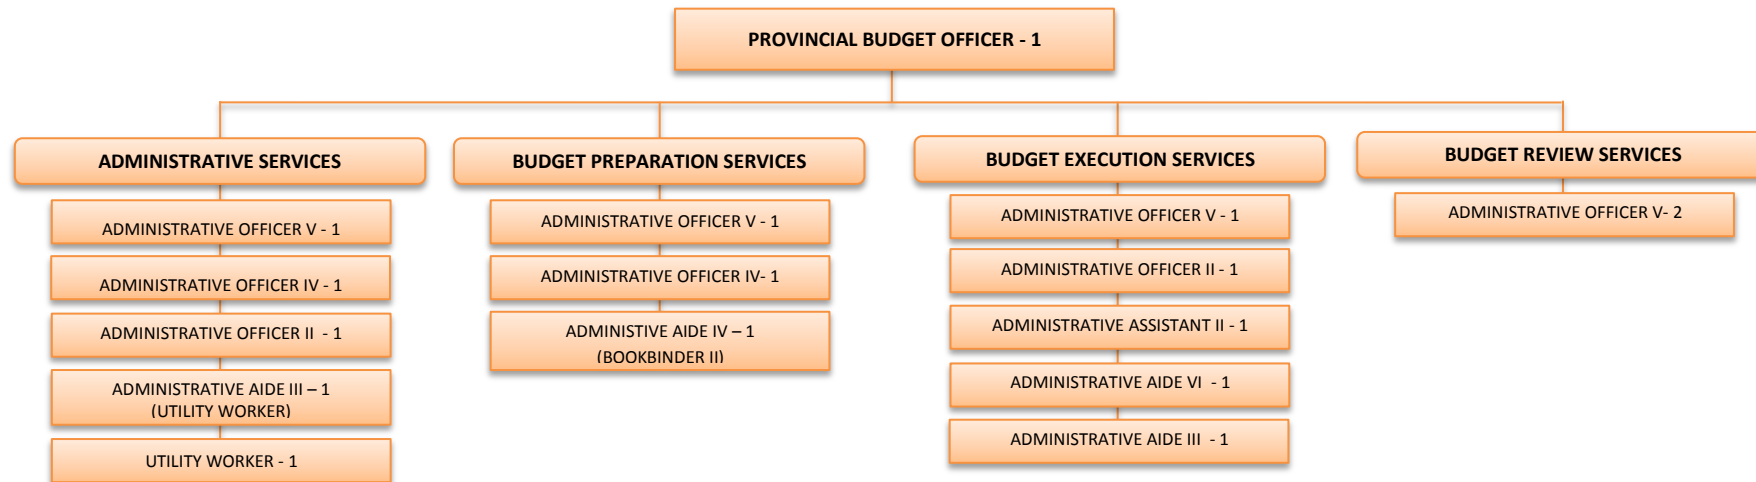 PROVINCIAL BUDGET OFFICER - 1
ADMINISTRATIVE SERVICES
ADMINISTRATIVE OFFICER V - 1
ADMINISTRATIVE OFFICER IV - 1
ADMINISTRATIVE OFFICER II - 1
ADMINISTRATIVE AIDE III – 1
(UTILITY WORKER)
UTILITY WORKER - 1
BUDGET PREPARATION SERVICES
ADMINISTRATIVE OFFICER V - 1
ADMINISTRATIVE OFFICER IV- 1
ADMINISTIVE AIDE IV – 1
(BOOKBINDER II)
BUDGET EXECUTION SERVICES
ADMINISTRATIVE OFFICER V - 1
ADMINISTRATIVE OFFICER II - 1
ADMINISTRATIVE ASSISTANT II - 1
ADMINISTRATIVE AIDE VI - 1
ADMINISTRATIVE AIDE III - 1
BUDGET REVIEW SERVICES
ADMINISTRATIVE OFFICER V- 2